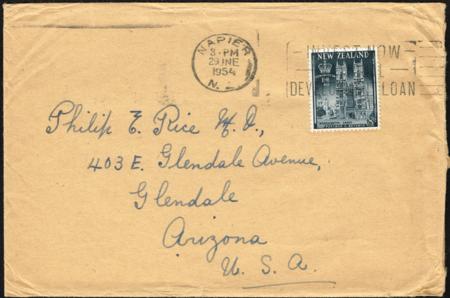 NAPIER
3-PM
29 JNE
1954
N.Z.
INVEST NOW
DEV LOAN
NEW ZEALAND
Philip E. Rice M.D.,
403 E. Glendale Avenue,
Glendale
Arizona
U. S. A.